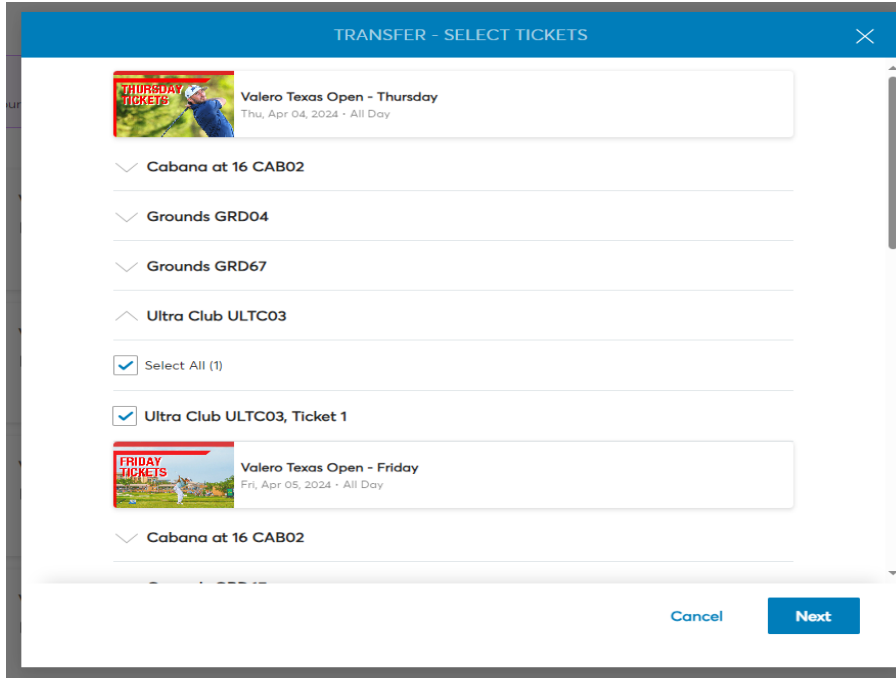 TRANSFER - SELECT TICKETS
THURSDAY
TICKETS
Valero Texas Open - Thursday
Thu, Apr 04, 2024 • All Day
Cabana at 16 CAB02
Grounds GRD04
Grounds GRD67
Ultra Club ULTC03
Select All (1)
Ultra Club ULTC03, Ticket 1
FRIDAY
TICKETS
Valero Texas Open - Friday
Fri, Apr 05, 2024 • All Day
Cabana at 16 CAB02
Cancel
Next